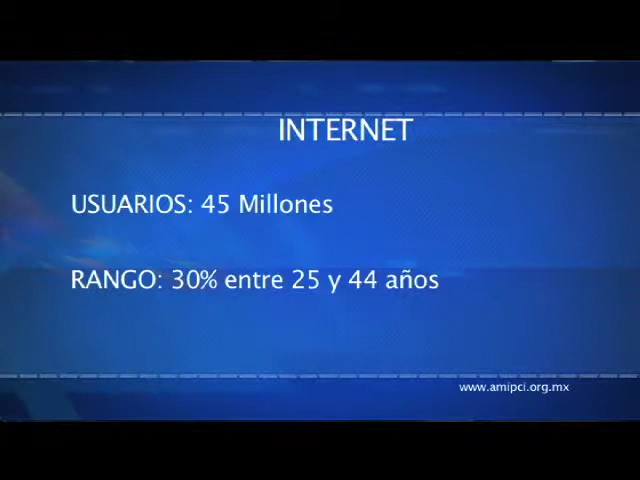 INTERNET
USUARIOS: 45 Millones
RANGO: 30% entre 25 y 44 años
www.amipci.org.mx